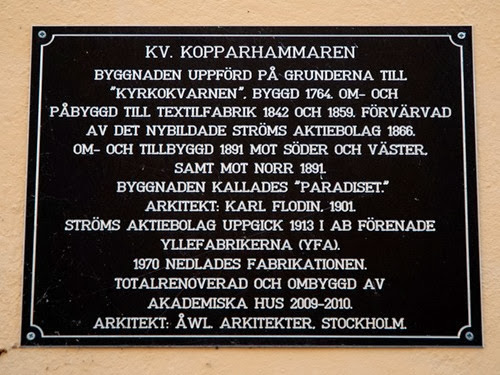 KV. KOPPARHAMMAREN
BYGGNADEN UPPFÖRD PÅ GRUNDERNA TILL
"KYRKOKVARNEN", BYGGD 1764. OM- OCH
PÅBYGGD TILL TEXTILFABRIK 1842 OCH 1859. FÖRVÄRVAD
AV DET NYBILDADE STRÖMS AKTIEBOLAG 1866.
OM- OCH TILLBYGGD 1891 MOT SÖDER OCH VÄSTER,
SAMT MOT NORR 1891.
BYGGNADEN KALLADES "PARADISET."
ARKITEKT: KARL FLODIN, 1901.
STRÖMS AKTIEBOLAG UPPGICK 1913 I AB FÖRENADE
YLLEFABRIKERNA (YFA).
1970 NEDLADES FABRIKATIONEN.
TOTALRENOVERAD OCH OMBYGGD AV
AKADEMISKA HUS 2009-2010.
ARKITEKT: ÅWL ARKITEKTER, STOCKHOLM.